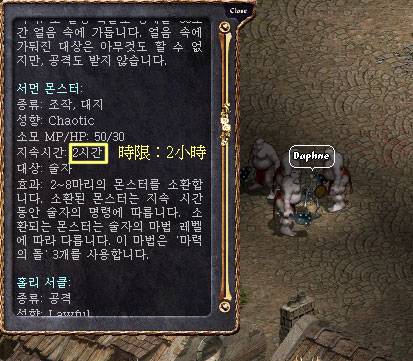 Close
간 얼음 속에 가둡니다. 얼음 속에
가둬진 대상은 아무것도 할 수 없
지만, 공격도 받지 않습니다.
서먼 몬스터:
종류: 조작, 대지
성향: Chaotic
소모 MP/HP: 50/30
지속시간: 2시간 時限：2小時
대상: 술자
효과: 2~8마리의 몬스터를 소환합
니다. 소환된 몬스터는 지속 시간
동안 술자의 명령에 따릅니다. 소
환되는 몬스터는 술자의 마법 레벨
에 따라 다릅니다. 이 마법은 '마력
의 돌' 3개를 사용합니다.
홀리 서클:
종류: 공격
성향: Lawful
Daphne